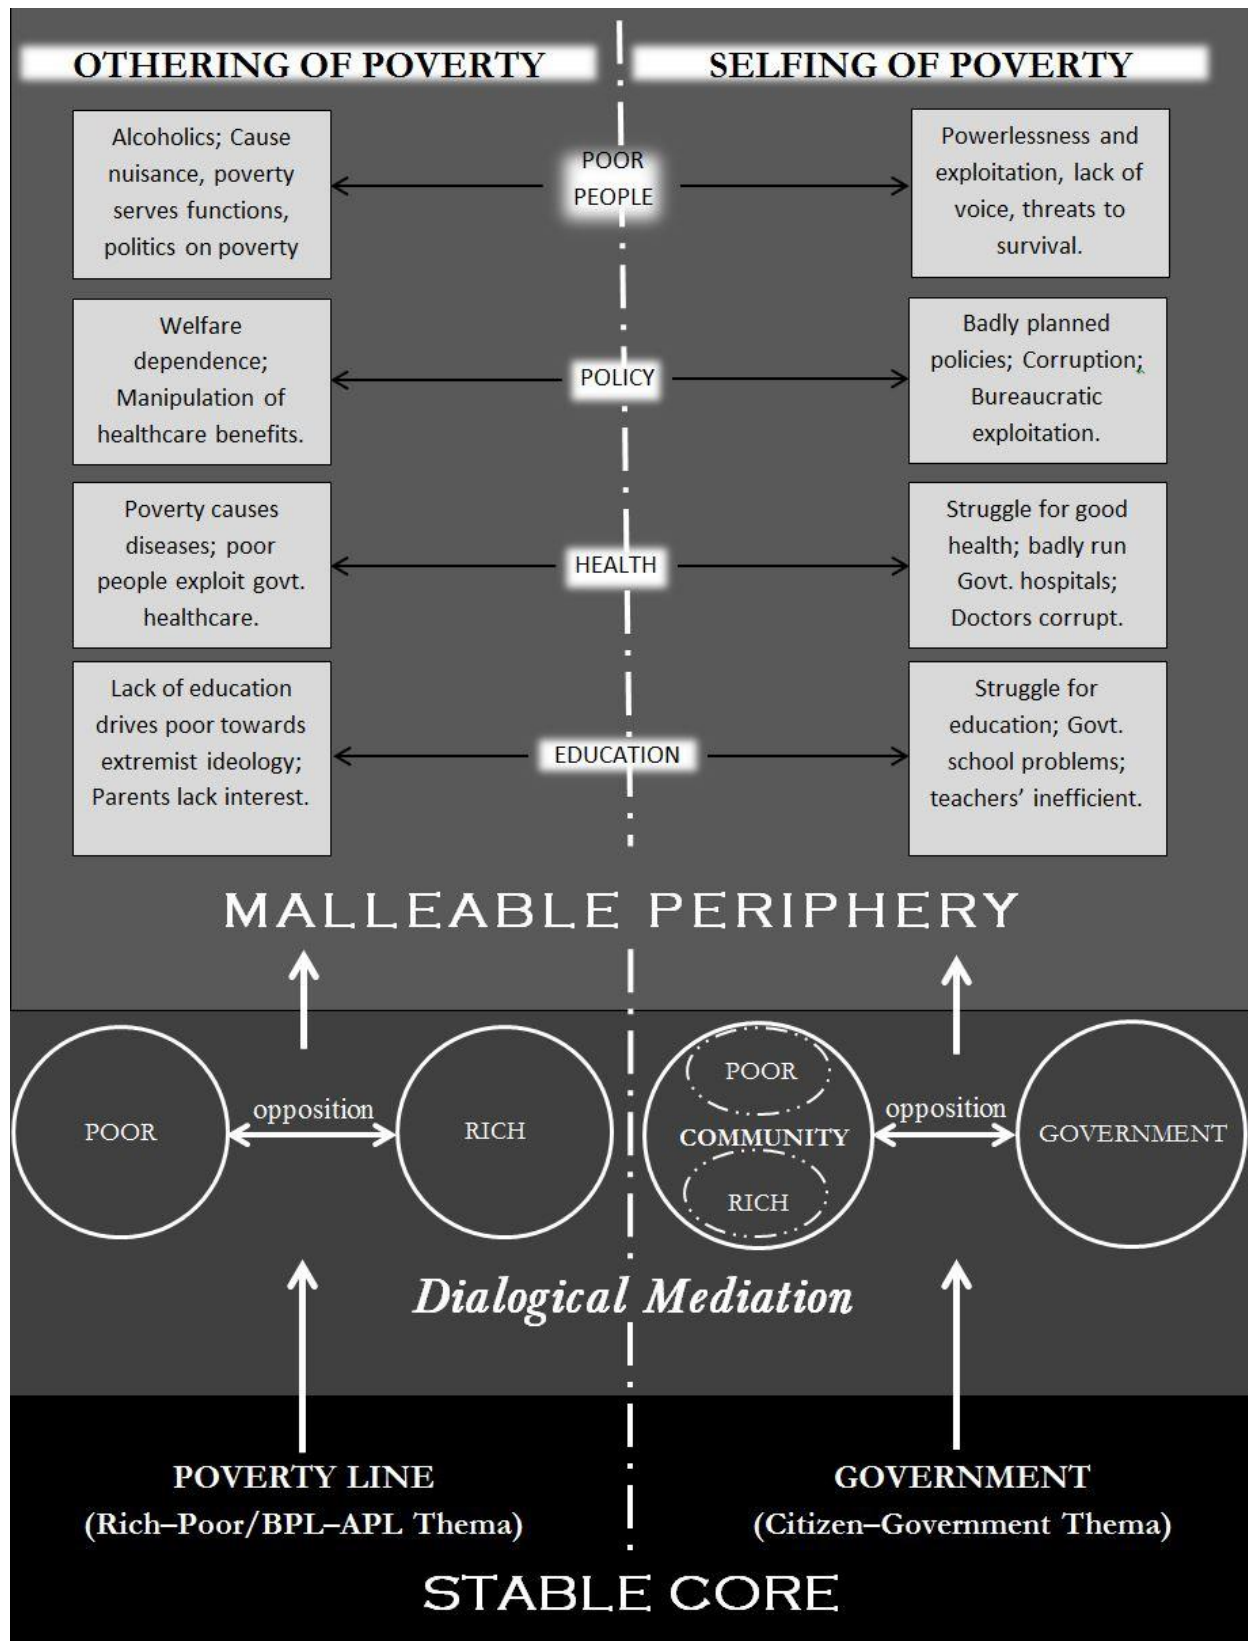 OTHERING OF POVERTY
SELFING OF POVERTY
Alcoholics; Cause
nuisance, poverty
serves functions,
politics on poverty
POOR
PEOPLE
Powerlessness and
exploitation, lack of
voice, threats to
survival.
Welfare
dependence;
Manipulation of
healthcare benefits.
POLICY
Badly planned
policies; Corruption;
Bureaucratic
exploitation.
Poverty causes
diseases; poor
people exploit govt.
healthcare.
HEALTH
Struggle for good
health; badly run
Govt. hospitals;
Doctors corrupt.
Lack of education
drives poor towards
extremist ideology;
Parents lack interest.
EDUCATION
Struggle for
education; Govt.
school problems;
teachers’ inefficient.
MALLEABLE PERIPHERY
POOR
opposition
RICH
POOR
COMMUNITY
RICH
opposition
GOVERNMENT
Dialogical Mediation
POVERTY LINE
(Rich–Poor/BPL–APL Thema)
GOVERNMENT
(Citizen–Government Thema)
STABLE CORE